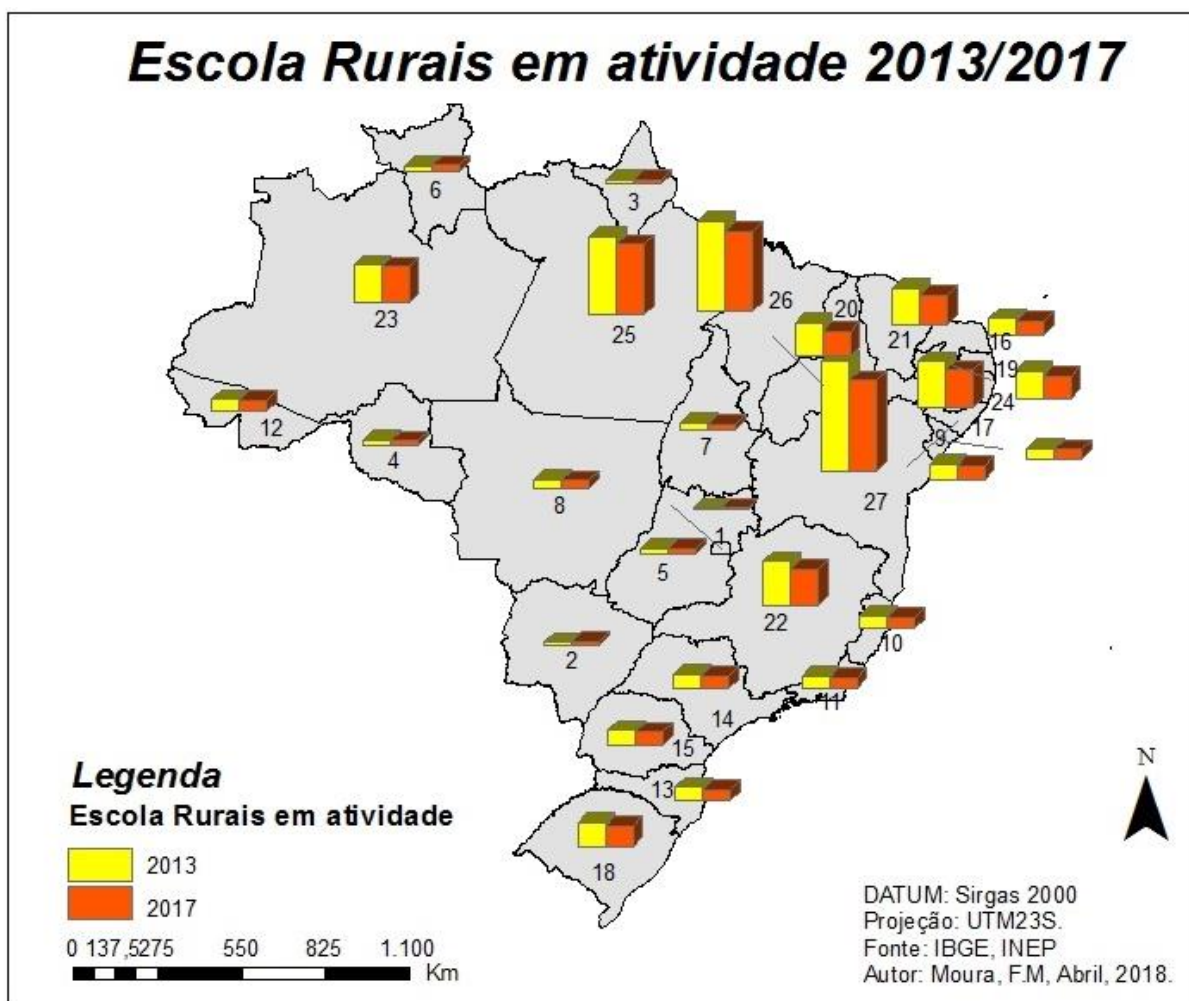 Escola Rurais em atividade 2013/2017
6
3
23
25
26
20
21
16
19
24
17
9
12
4
7
8
27
1
5
22
2
10
11
14
15
13
18
Legenda
Escola Rurais em atividade
2013
2017
0 137,5275 550 825 1.100
Km
N
DATUM: Sirgas 2000
Projeção: UTM23S.
Fonte: IBGE, INEP
Autor: Moura, F.M, Abril, 2018.